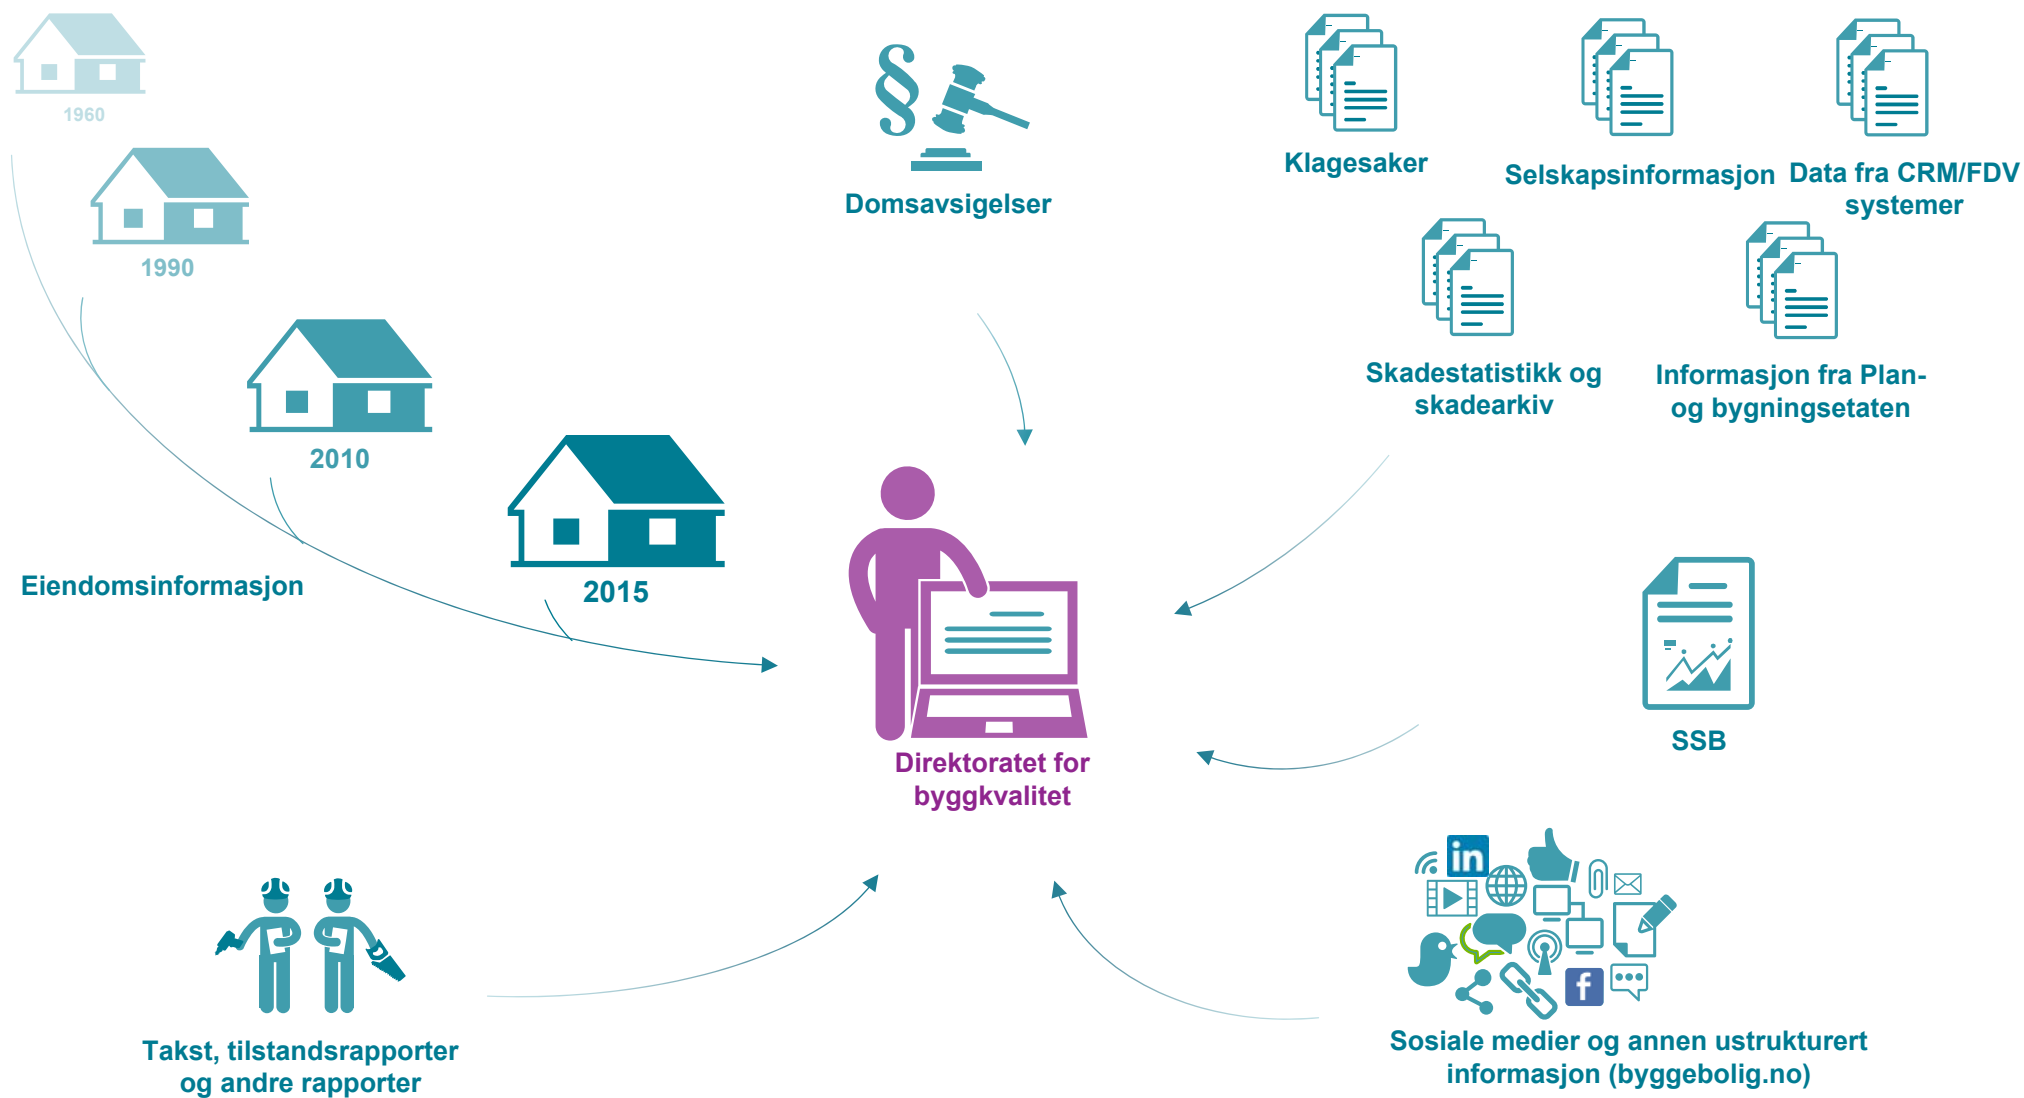 1960
1990
2010
2015
Eiendomsinformasjon
§
Domsavsigelser
Klagesaker
Selskapsinformasjon
Data fra CRM/FDV
systemer
Skadestatistikk og
skadearkiv
Informasjon fra Plan-
og bygningsetaten
SSB
Direktoratet for
byggkvalitet
Takst, tilstandsrapporter
og andre rapporter
in
f
Sosiale medier og annen ustrukturert
informasjon (byggebolig.no)